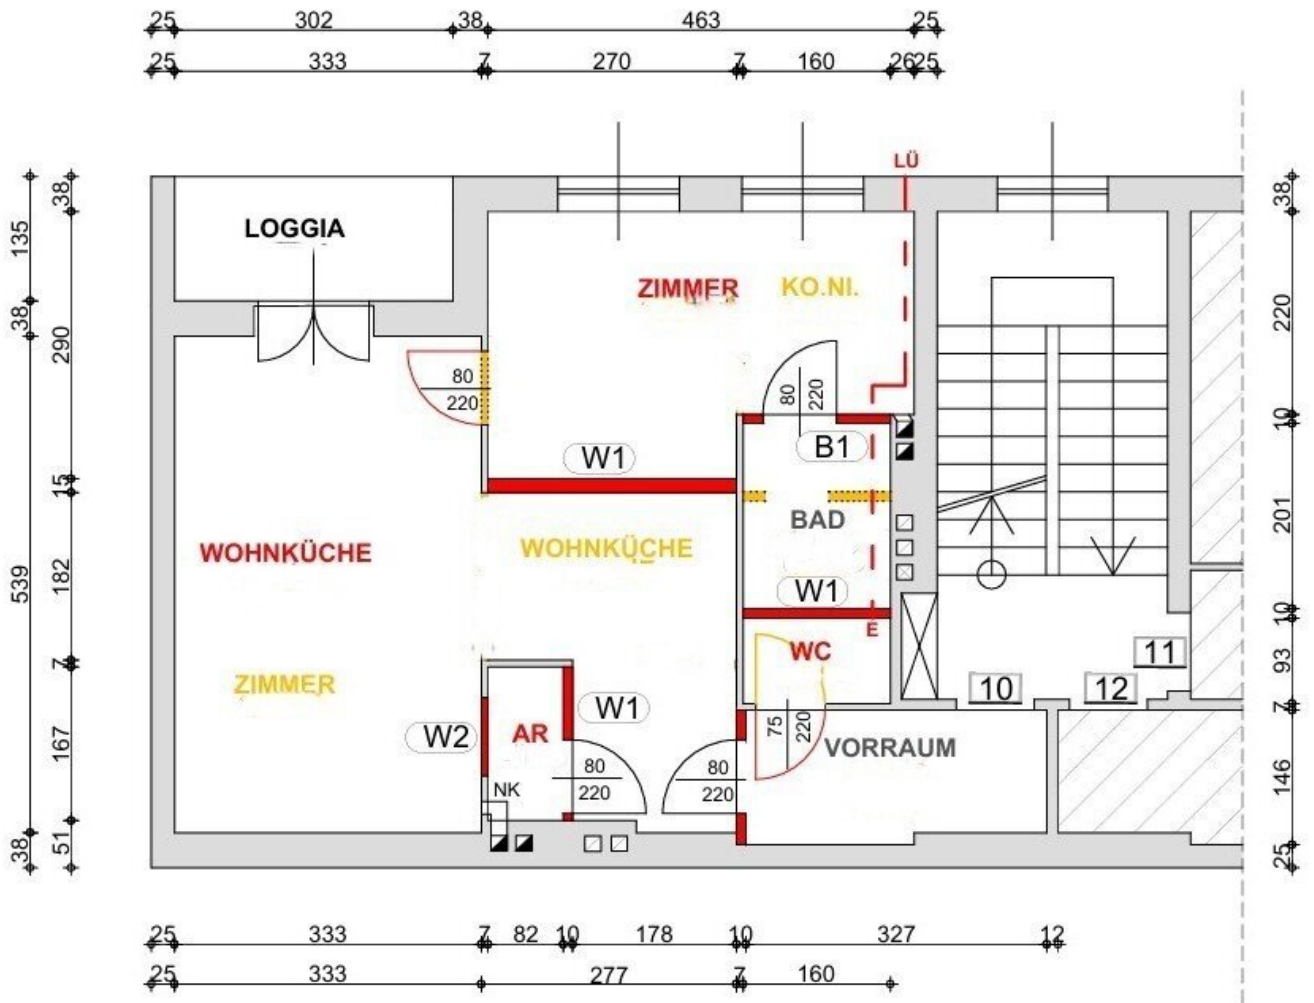 25 302 38 463 25
25 333 7 270 7 160 26 25
LÜ
38
38
135
LOGGIA
ZIMMER KO.NI.
220
38
290
80
220
80
220
10
W1
B1
15
BAD
201
WOHNKÜCHE
WOHNKÜCHE
539
182
W1
10
E
WC
11
93
7
ZIMMER
10
12
7
W1
AR
W2
75
220
VORRAUM
167
80
220
80
220
146
NK
51
38
25
25 333 7 82 10 178 10 327 12
25 333 277 7 160